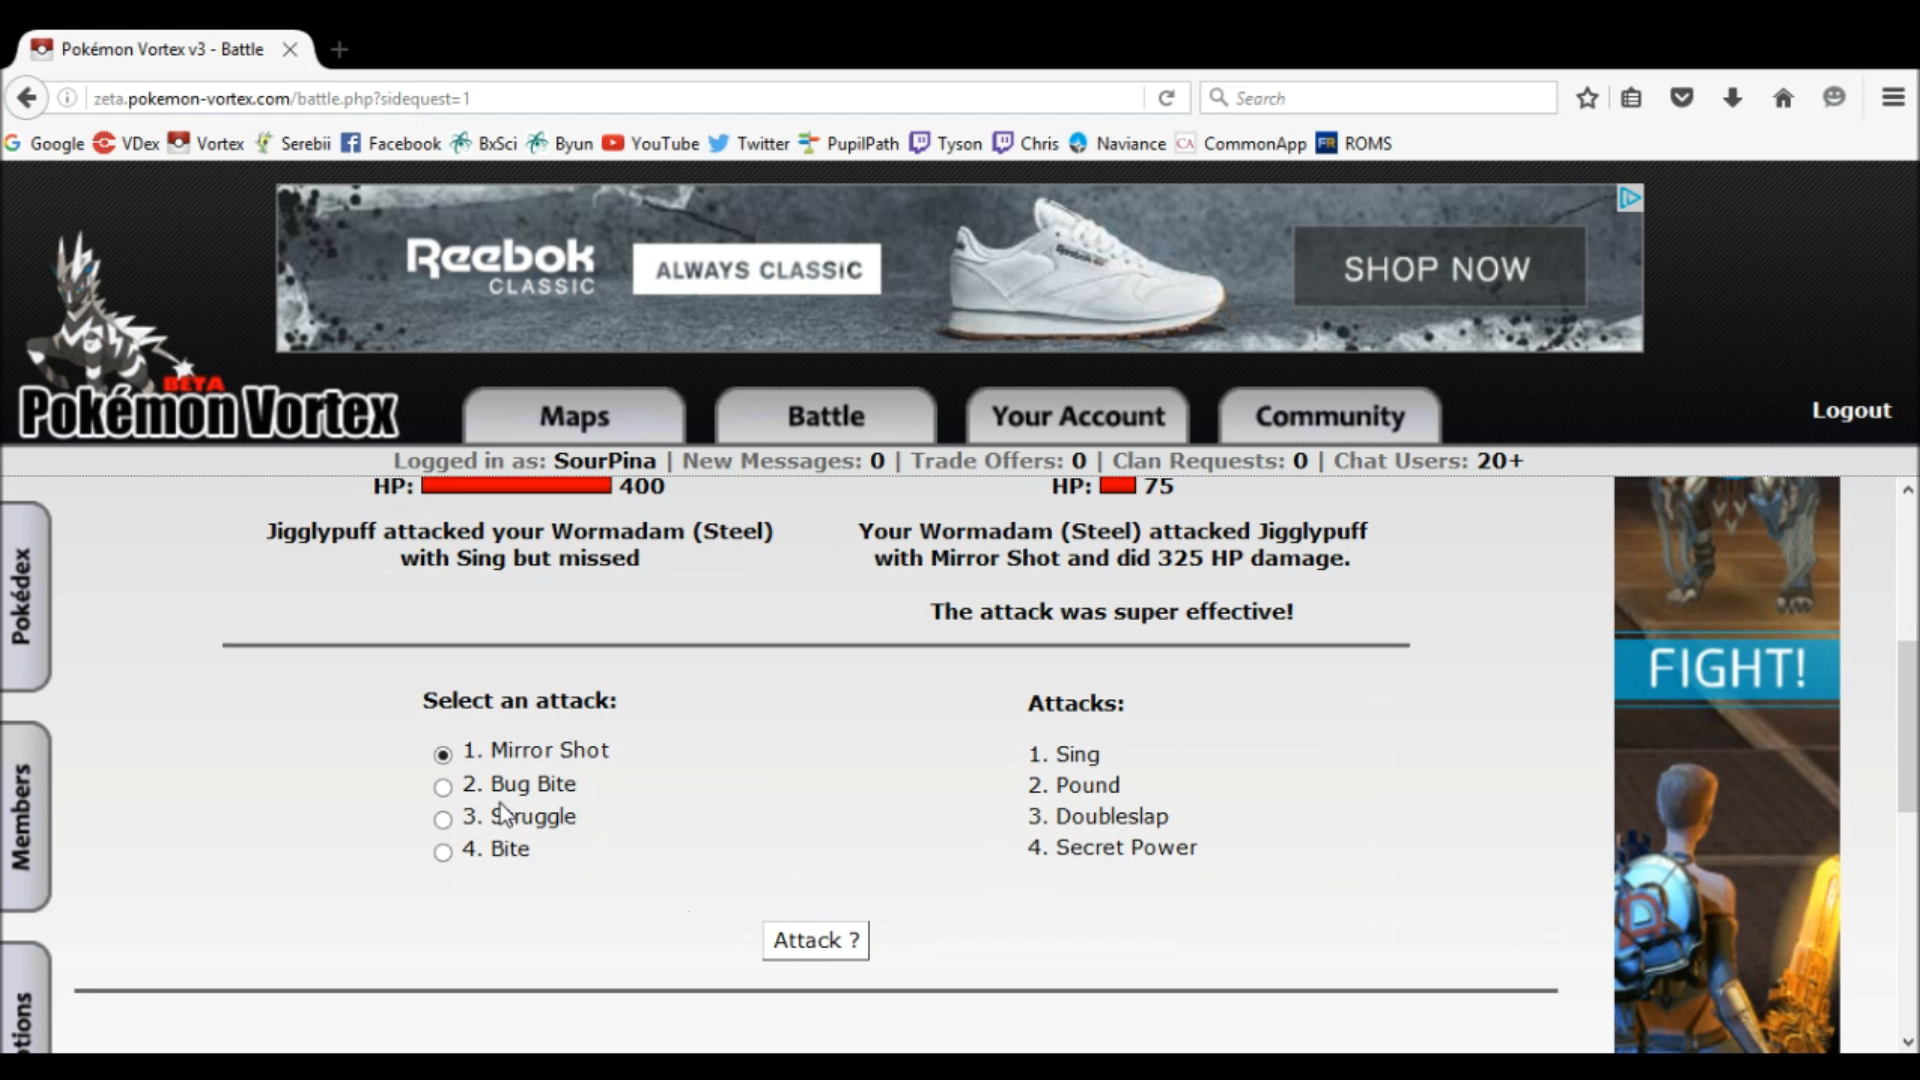 Pokémon Vortex v3 - Battle
zeta.pokemon-vortex.com/battle.php?sidequest=1
Search
Google VDex Vortex Serebii Facebook BxSci Byun YouTube Twitter PupilPath Tyson Chris Naviance CA CommonApp FR ROMS
Reebok
CLASSIC
ALWAYS CLASSIC
SHOP NOW
BETA
Pokémon Vortex
Maps
Battle
Your Account
Community
Logout
Logged in as: SourPina | New Messages: 0 | Trade Offers: 0 | Clan Requests: 0 | Chat Users: 20+
HP: 400
HP: 75
Jigglypuff attacked your Wormadam (Steel)
with Sing but missed
Your Wormadam (Steel) attacked Jigglypuff
with Mirror Shot and did 325 HP damage.
The attack was super effective!
Select an attack:
1. Mirror Shot
2. Bug Bite
3. Struggle
4. Bite
Attacks:
1. Sing
2. Pound
3. Doubleslap
4. Secret Power
Attack ?
Pokédex
Members
tions
FIGHT!